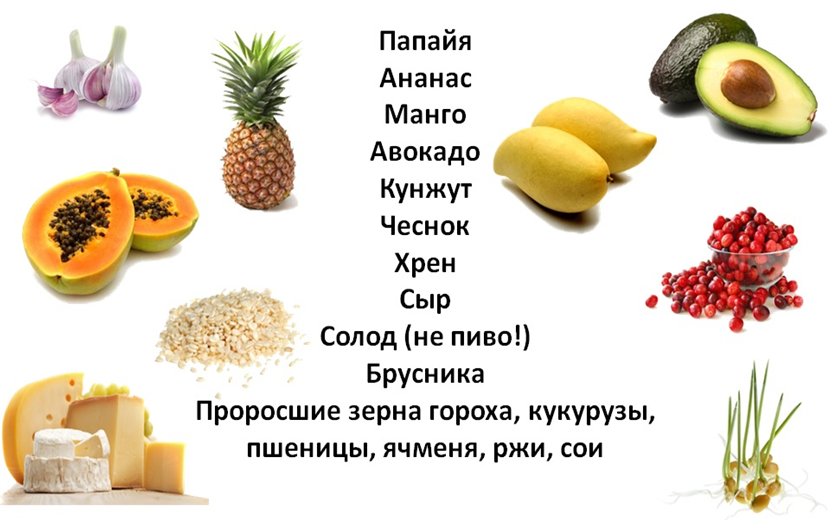 Папайя
Ананас
Манго
Авокадо
Кунжут
Чеснок
Хрен
Сыр
Солод (не пиво!)
Брусника
Проросшие зерна гороха, кукурузы,
пшеницы, ячменя, ржи, сои